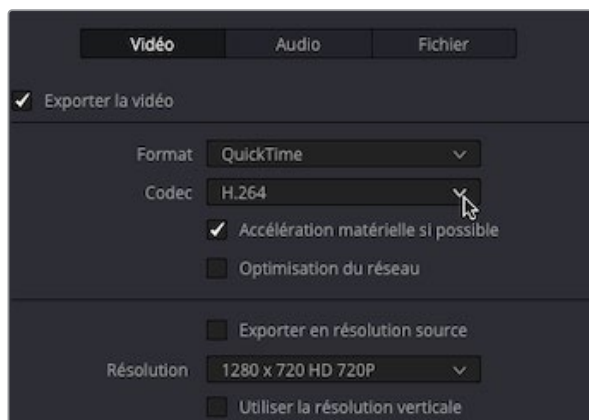 Vidéo Audio Fichier
Exporter la vidéo
Format QuickTime
Codec H.264
Accélération matérielle si possible
Optimisation du réseau
Exporter en résolution source
Résolution 1280 x 720 HD 720P
Utiliser la résolution verticale